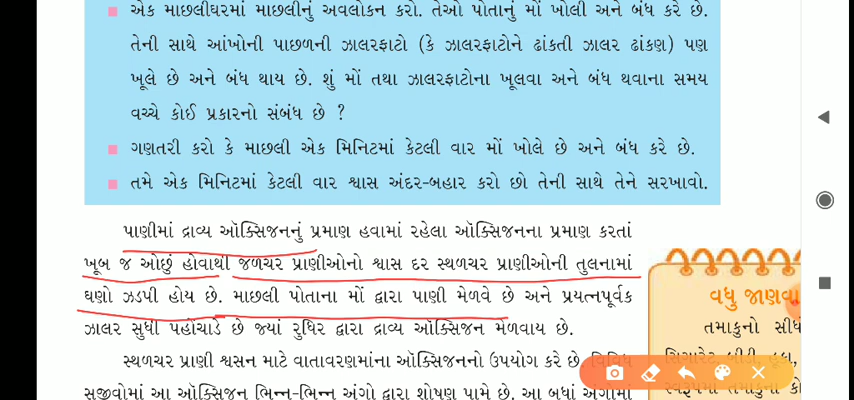 એક માછલીઘરમાં માછલીનું અવલોકન કરો. તેઓ પોતાનું મોં ખોલી અને બંધ કરે છે.
તેની સાથે આંખોની પાછળની ઝાલરફાટો (કે ઝાલરફાટોને ઢાંકતી ઝાલર ઢાંકણ) પણ
ખૂલે છે અને બંધ થાય છે. શું મોં તથા ઝાલરફાટોના ખૂલવા અને બંધ થવાના સમય
વચ્ચે કોઈ પ્રકારનો સંબંધ છે ?
ગણતરી કરો કે માછલી એક મિનિટમાં કેટલી વાર મોં ખોલે છે અને બંધ કરે છે.
તમે એક મિનિટમાં કેટલી વાર શ્વાસ અંદર-બહાર કરો છો તેની સાથે તેને સરખાવો.
પાણીમાં દ્રાવ્ય ઑક્સિજનનું પ્રમાણ હવામાં રહેલા ઑક્સિજનના પ્રમાણ કરતાં
ખૂબ જ ઓછું હોવાથી જળચર પ્રાણીઓનો શ્વાસ દર સ્થળચર પ્રાણીઓની તુલનામાં
ઘણો ઝડપી હોય છે. માછલી પોતાના મોં દ્વારા પાણી મેળવે છે અને પ્રયત્નપૂર્વક
ઝાલર સુધી પહોંચાડે છે જ્યાં રુધિર દ્વારા દ્રાવ્ય ઑક્સિજન મેળવાય છે.
સ્થળચર પ્રાણી શ્વસન માટે વાતાવરણમાંના ઑક્સિજનનો ઉપયોગ કરે છે. વિવિધ
સજીવોમાં આ ઑક્સિજન ભિન્ન-ભિન્ન અંગો દ્વારા શોષણ પામે છે. આ બધાં અંગોમાં
વધુ જાણવા
તમાકુનો સીધો
સિગારેટ, બીડી, હુક્કા,
સ્વરૂપમાં તમાકુના